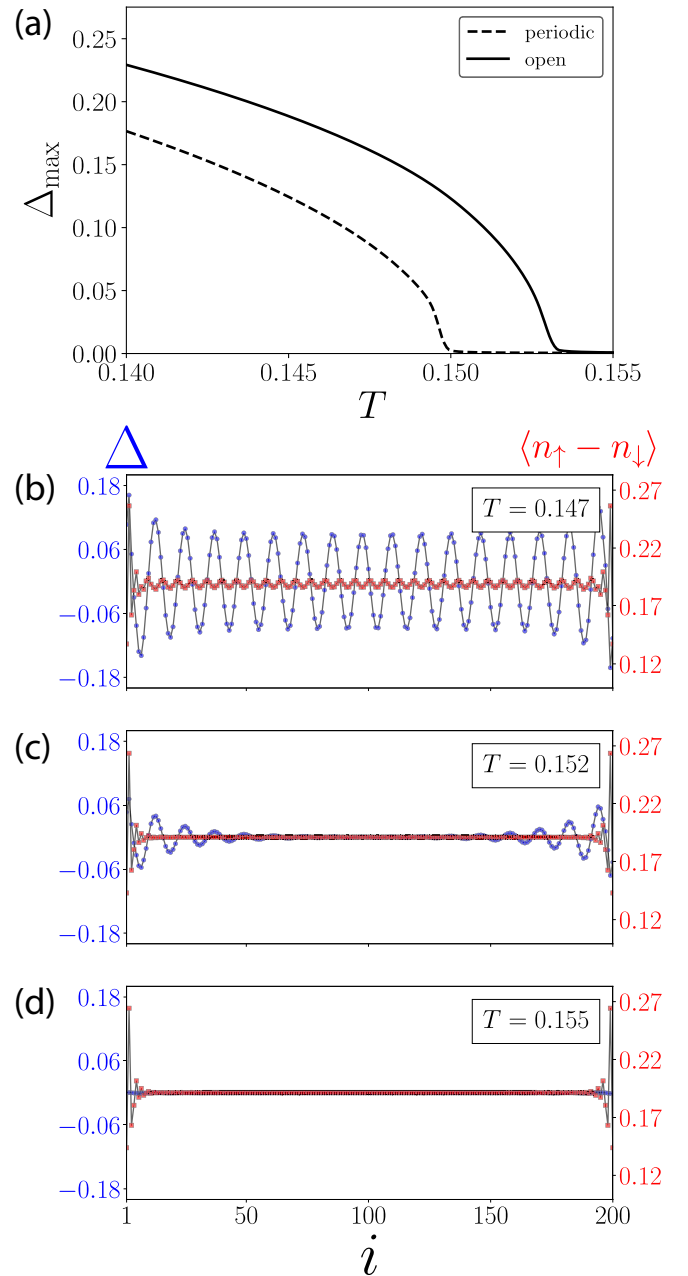 (a)
0.25
0.20
0.15
0.10
0.05
0.00
Δmax
periodic
open
0.140 0.145 0.150 0.155
T
Δ ⟨n↑ − n↓⟩
(b)
0.18
0.06
−0.06
−0.18
T = 0.147
0.27
0.22
0.17
0.12
(c)
0.18
0.06
−0.06
−0.18
T = 0.152
0.27
0.22
0.17
0.12
(d)
0.18
0.06
−0.06
−0.18
T = 0.155
0.27
0.22
0.17
0.12
1 50 100 150 200
i